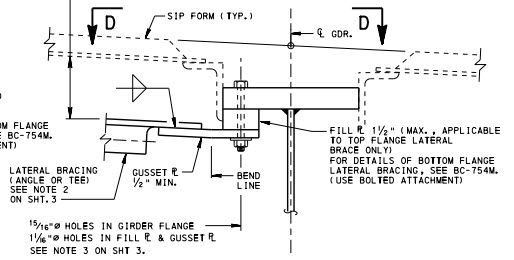 D
SIP FORM (TYP.)
℄ GDR.
D
OM FLANGE
E BC-754M.
ENT)
FILL ℙ 1½" (MAX., APPLICABLE
TO TOP FLANGE LATERAL
BRACE ONLY)
FOR DETAILS OF BOTTOM FLANGE
LATERAL BRACING, SEE BC-754M.
(USE BOLTED ATTACHMENT)
LATERAL BRACING
(ANGLE OR TEE)
SEE NOTE 2
ON SHT.3
GUSSET ℙ
½" MIN.
BEND
LINE
15/16"Ø HOLES IN GIRDER FLANGE
1 1/16"Ø HOLES IN FILL ℙ & GUSSET ℙ
SEE NOTE 3 ON SHT 3.